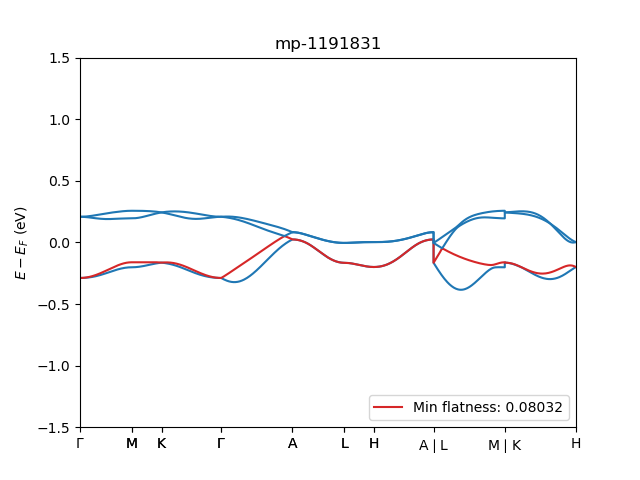 mp-1191831
1.5
1.0
0.5
0.0
−0.5
−1.0
−1.5
E − E_F (eV)
Min flatness: 0.08032
Γ M K Γ A L H A | L M | K H